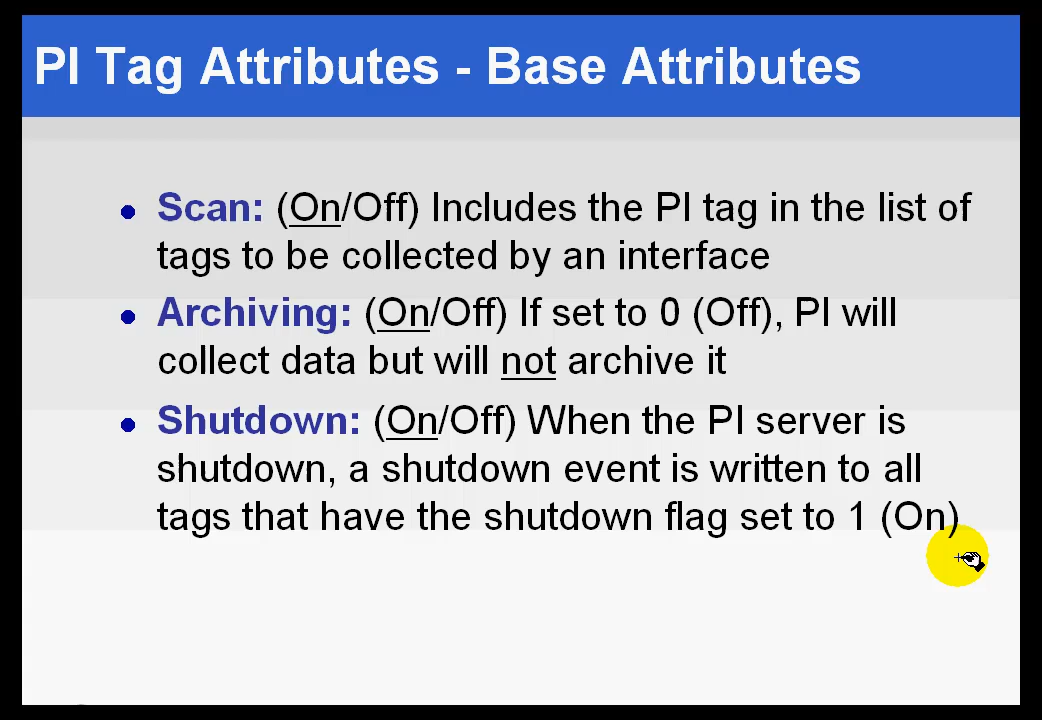 PI Tag Attributes - Base Attributes
Scan: (On/Off) Includes the PI tag in the list of
tags to be collected by an interface
Archiving: (On/Off) If set to 0 (Off), PI will
collect data but will not archive it
Shutdown: (On/Off) When the PI server is
shutdown, a shutdown event is written to all
tags that have the shutdown flag set to 1 (On)